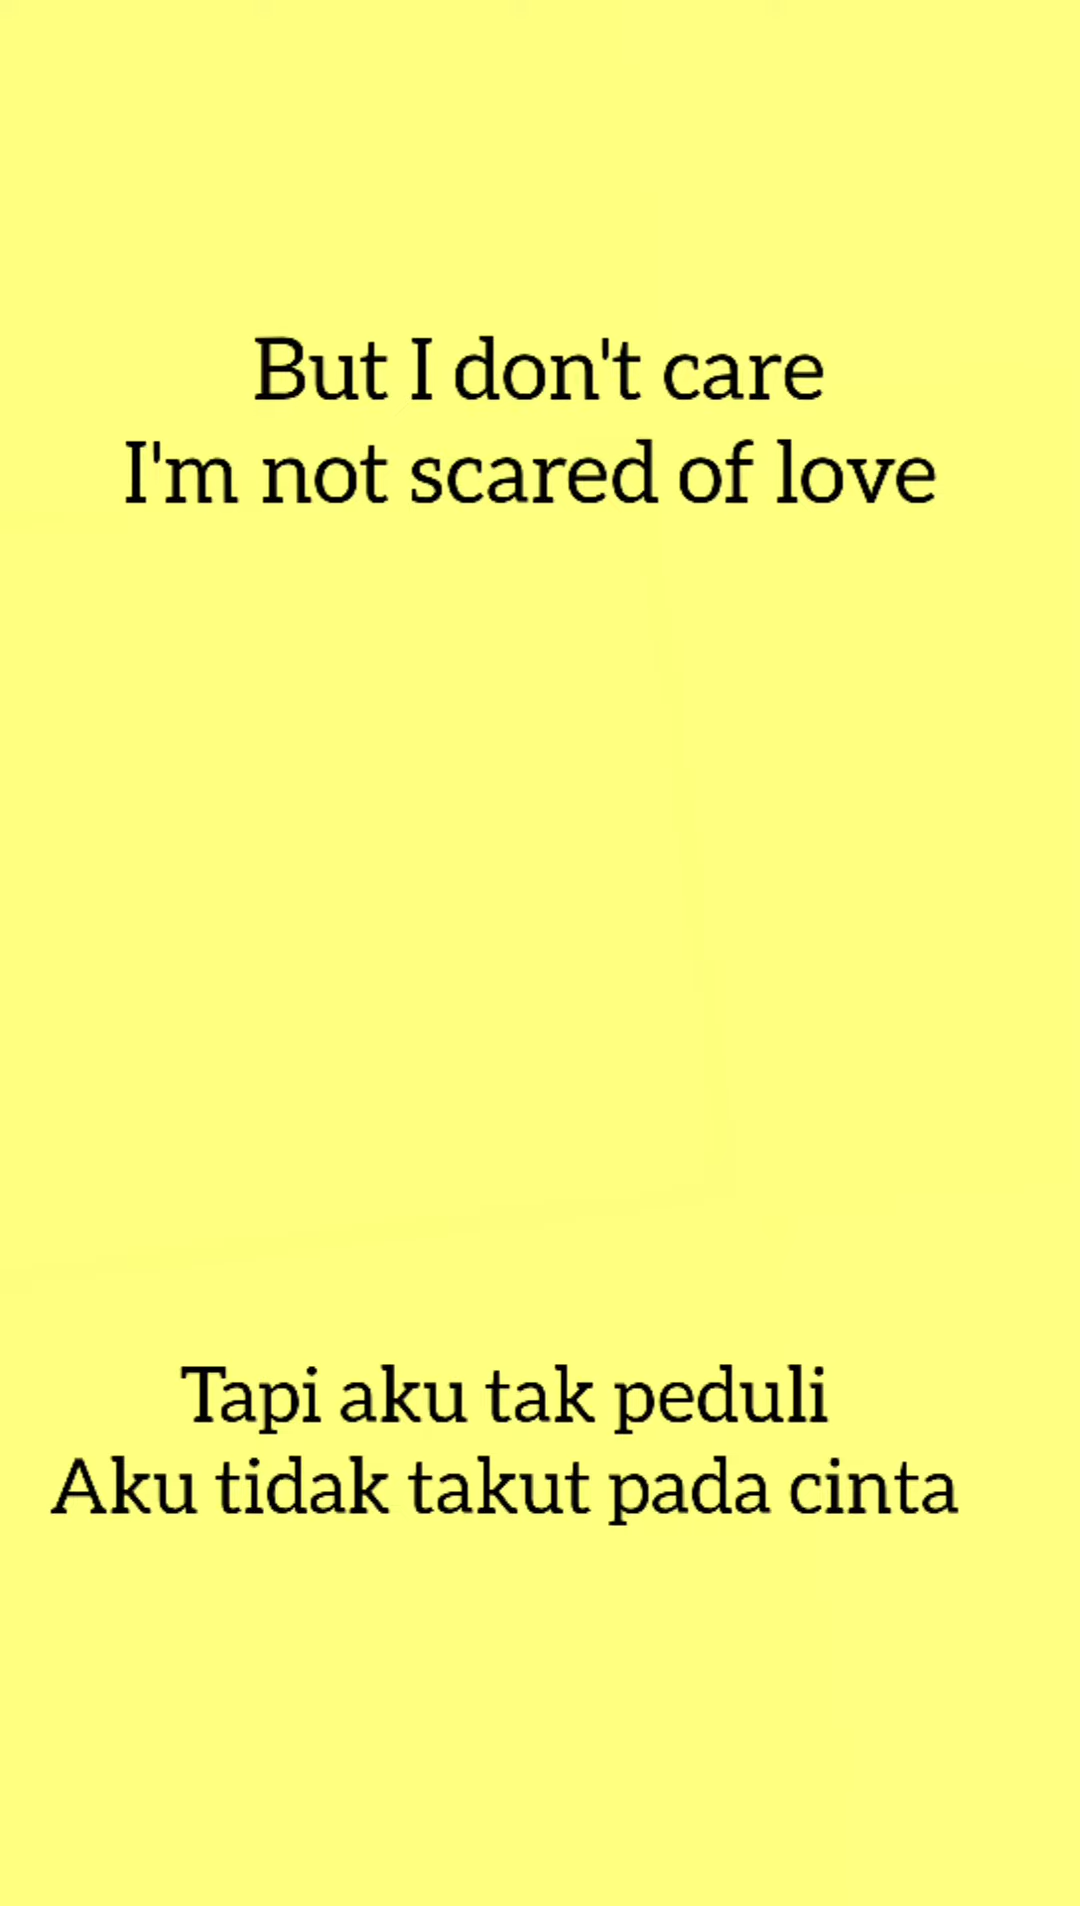 But I don't care
I'm not scared of love
Tapi aku tak peduli
Aku tidak takut pada cinta